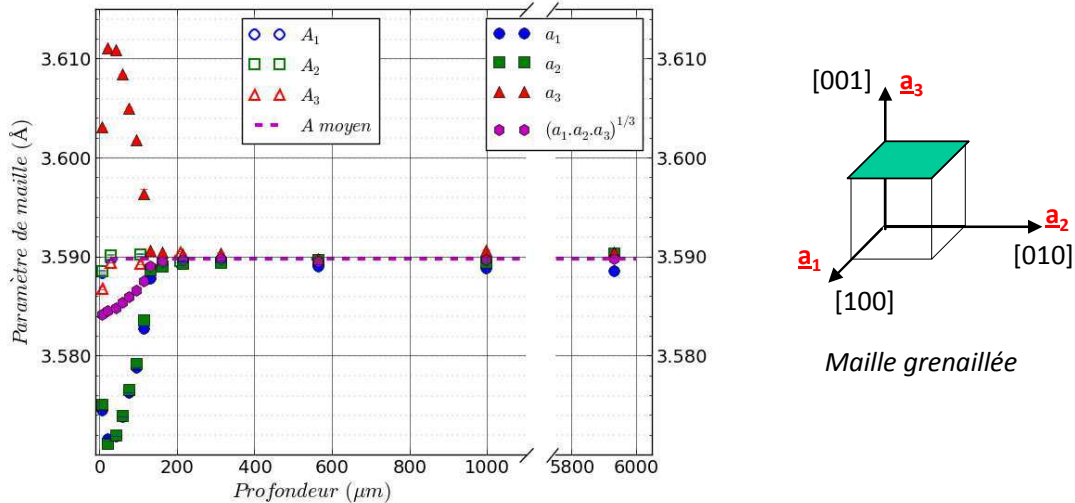 3.610
3.600
3.590
3.580
Paramètre de maille (Å)
A₁
A₂
A₃
A moyen
a₁
a₂
a₃
(a₁.a₂.a₃)^{1/3}
3.610
3.600
3.590
3.580
0
200
400
600
800
1000
5800
6000
Profondeur (μm)
[001]
a₃
a₂
[010]
a₁
[100]
Maille grenaillée